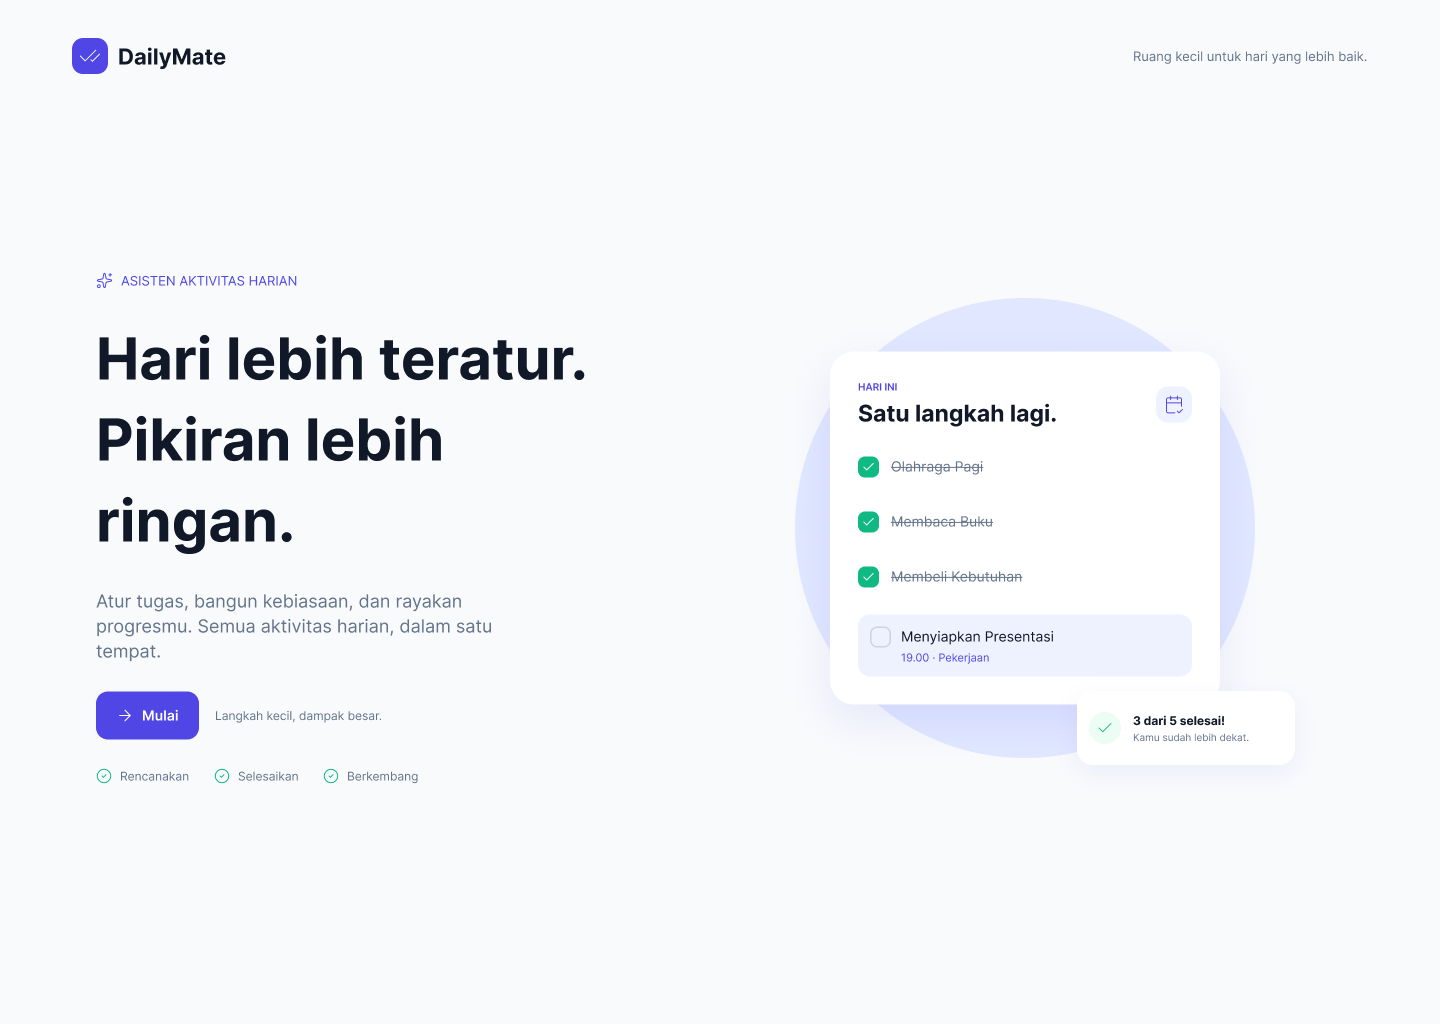 DailyMate
Ruang kecil untuk hari yang lebih baik.
ASISTEN AKTIVITAS HARIAN
Hari lebih teratur.
Pikiran lebih
ringan.
Atur tugas, bangun kebiasaan, dan rayakan
progresmu. Semua aktivitas harian, dalam satu
tempat.
Mulai
Langkah kecil, dampak besar.
Rencanakan
Selesaikan
Berkembang
HARI INI
Satu langkah lagi.
Olahraga Pagi
Membaca Buku
Membeli Kebutuhan
Menyiapkan Presentasi
19.00 · Pekerjaan
3 dari 5 selesai!
Kamu sudah lebih dekat.